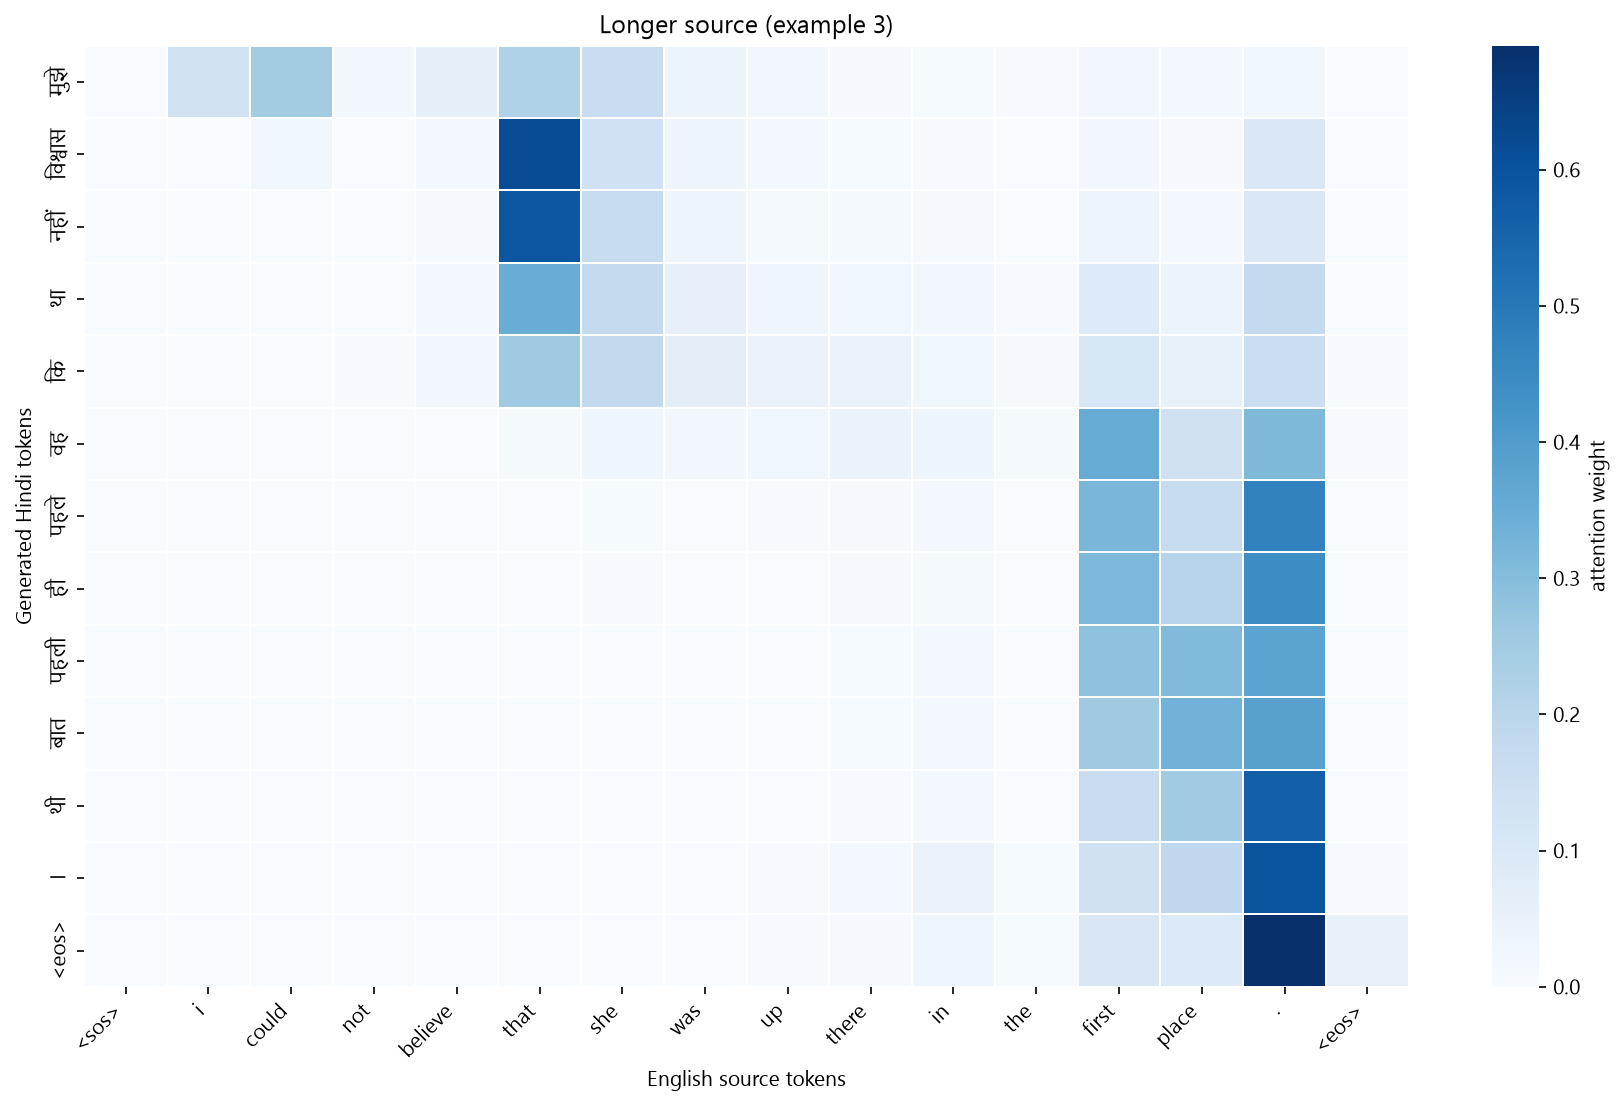 Longer source (example 3)
Generated Hindi tokens
मुझे
विश्वास
नहीं
था
कि
वह
पहले
ही
पहली
बात
थी
।
<eos>
<sos>
i
could
not
believe
that
she
was
up
there
in
the
first
place
.
<eos>
English source tokens
0.6
0.5
0.4
0.3
0.2
0.1
0.0
attention weight